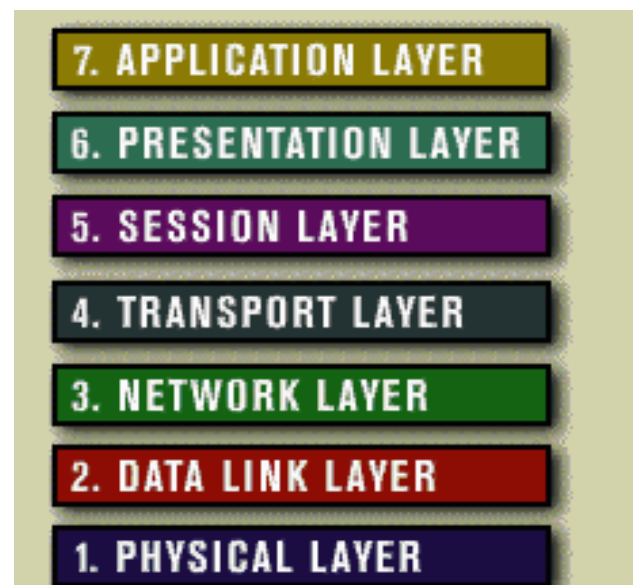 7. APPLICATION LAYER
6. PRESENTATION LAYER
5. SESSION LAYER
4. TRANSPORT LAYER
3. NETWORK LAYER
2. DATA LINK LAYER
1. PHYSICAL LAYER